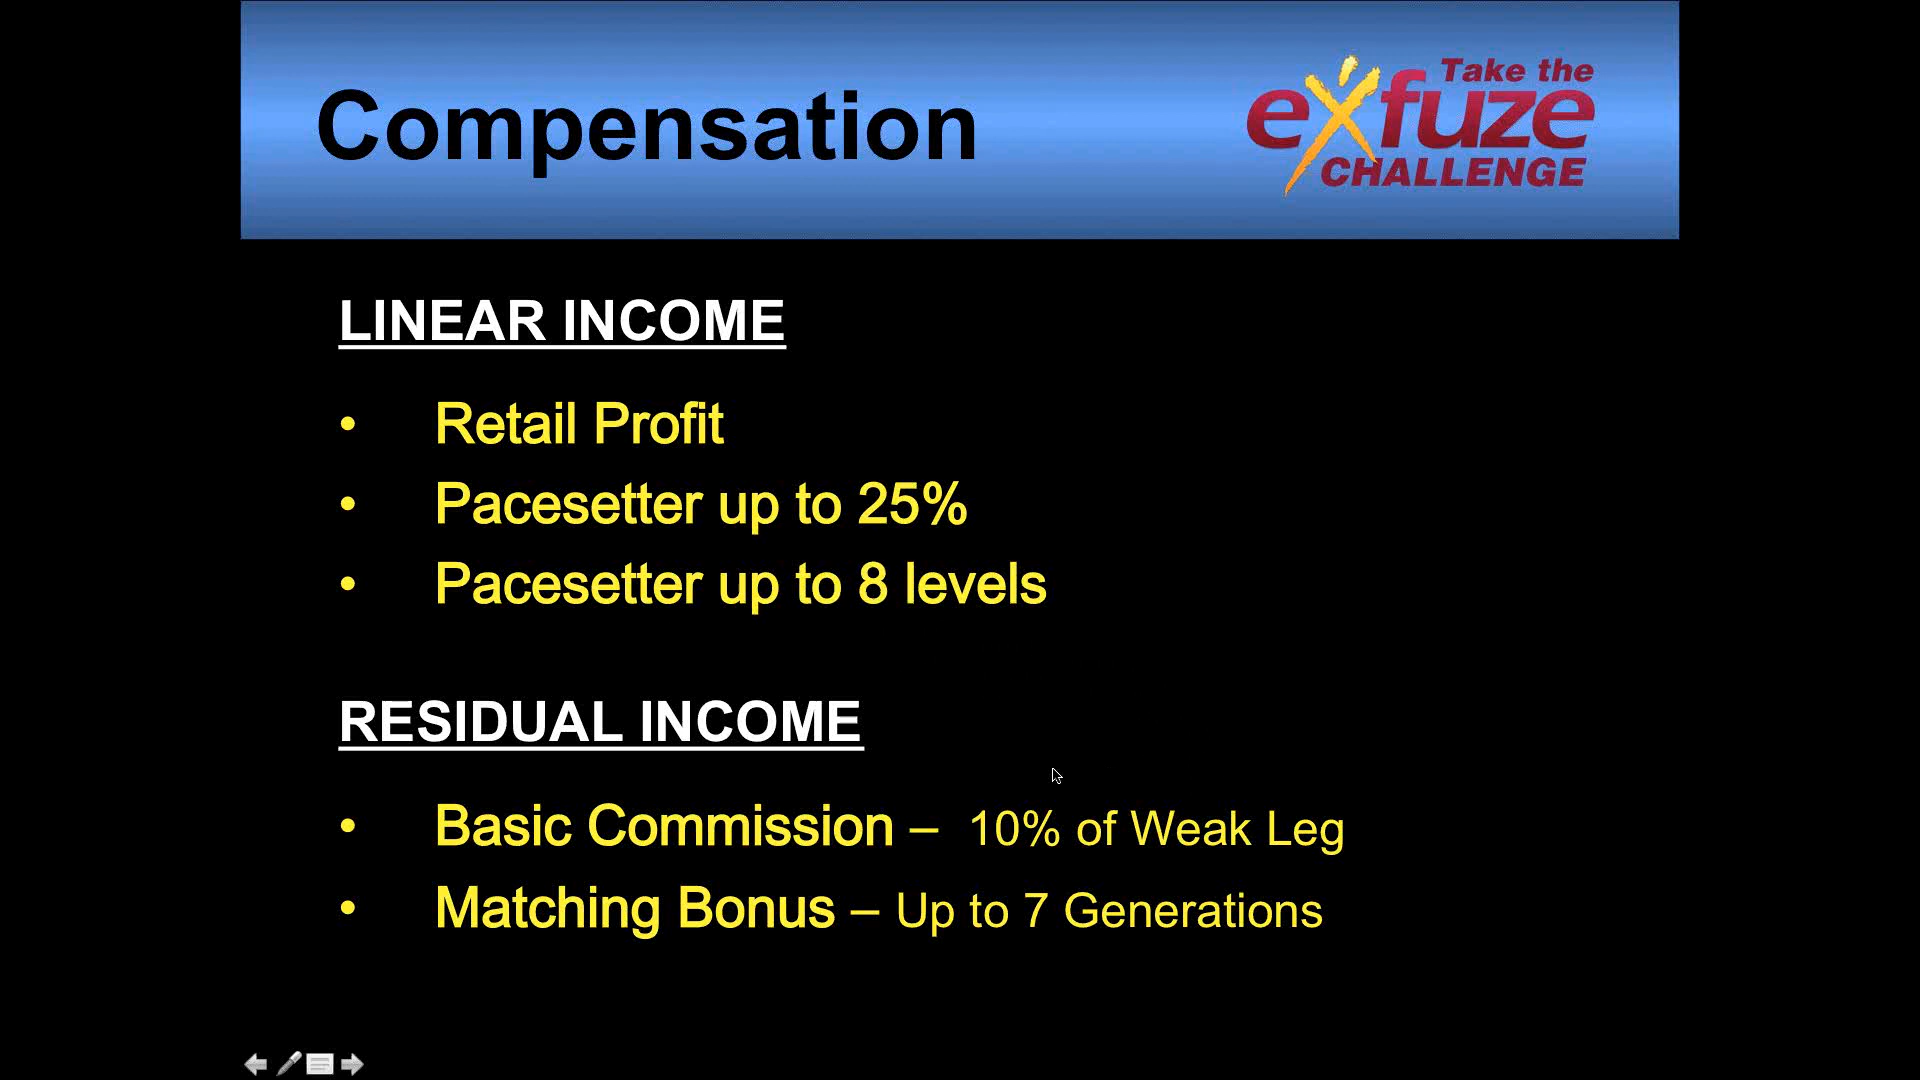 Compensation
Take the
exfuze
CHALLENGE
LINEAR INCOME
• Retail Profit
• Pacesetter up to 25%
• Pacesetter up to 8 levels
RESIDUAL INCOME
• Basic Commission – 10% of Weak Leg
• Matching Bonus – Up to 7 Generations